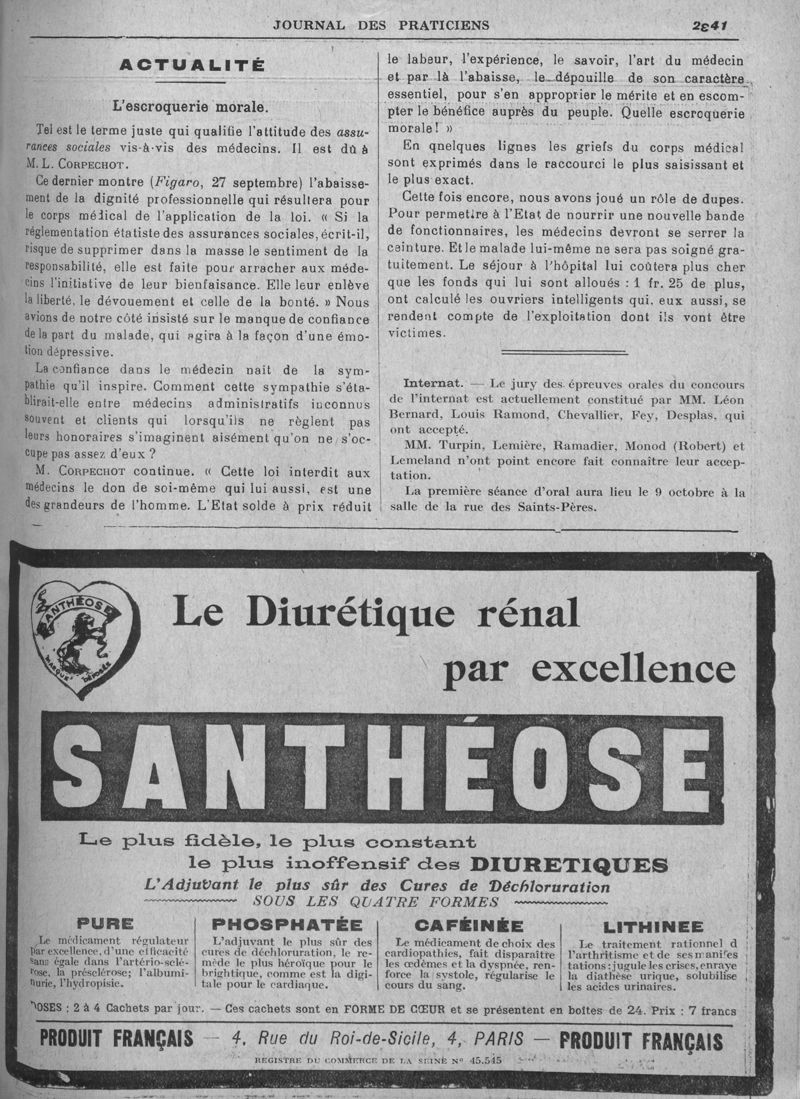 JOURNAL DES PRATICIENS
2ε41
ACTUALITÉ
L'escroquerie morale.
Tel est le terme juste qui qualifie l'attitude des assu-
rances sociales vis-à-vis des médecins. Il est dû à
M. L. CORPECHOT.
Ce dernier montre (Figaro, 27 septembre) l'abaisse-
ment de la dignité professionnelle qui résultera pour
le corps médical de l'application de la loi. « Si la
réglementation étatiste des assurances sociales, écrit-il,
risque de supprimer dans la masse le sentiment de la
responsabilité, elle est faite pour arracher aux méde-
cins l'initiative de leur bienfaisance. Elle leur enlève
la liberté, le dévouement et celle de la bonté. » Nous
avions de notre côté insisté sur le manque de confiance
de la part du malade, qui agira à la façon d'une émo-
tion dépressive.
La confiance dans le médecin nait de la sym-
pathie qu'il inspire. Comment cette sympathie s'éta-
blirait-elle entre médecins administratifs inconnus
souvent et clients qui lorsqu'ils ne règlent pas
leurs honoraires s'imaginent aisément qu'on ne s'oc-
cupe pas assez d'eux ?
M. CORPECHOT continue. « Cette loi interdit aux
médecins le don de soi-même qui lui aussi, est une
des grandeurs de l'homme. L'Etat solde à prix réduit
le labeur, l'expérience, le savoir, l'art du médecin
et par là l'abaisse, le dépouille de son caractère
essentiel, pour s'en approprier le mérite et en escom-
pter le bénéfice auprès du peuple. Quelle escroquerie
morale ! »
En quelques lignes les griefs du corps médical
sont exprimés dans le raccourci le plus saisissant et
le plus exact.
Cette fois encore, nous avons joué un rôle de dupes.
Pour permetire à l'Etat de nourrir une nouvelle bande
de fonctionnaires, les médecins devront se serrer la
ceinture. Et le malade lui-même ne sera pas soigné gra-
tuitement. Le séjour à l'hôpital lui coûtera plus cher
que les fonds qui lui sont alloués : 1 fr. 25 de plus,
ont calculé les ouvriers intelligents qui, eux aussi, se
rendent compte de l'exploitation dont ils vont être
victimes.
Internat. — Le jury des épreuves orales du concours
de l'internat est actuellement constitué par MM. Léon
Bernard, Louis Ramond, Chevallier, Fey, Desplas, qui
ont accepté.
MM. Turpin, Lemière, Ramadier, Monod (Robert) et
Lemeland n'ont point encore fait connaître leur accep-
tation.
La première séance d'oral aura lieu le 9 octobre à la
salle de la rue des Saints-Pères.
SANTHÉOSE
MARQUE DÉPOSÉE
Le Diurétique rénal
par excellence
SANTHÉOSE
Le plus fidèle, le plus constant
le plus inoffensif des DIURETIQUES
L'Adjuvant le plus sûr des Cures de Déchloruration
SOUS LES QUATRE FORMES
PURE
Le médicament régulateur
par excellence, d'une efficacité
sans égale dans l'artério-sclé-
rose, la présclérose; l'albumi-
nurie, l'hydropisie.
PHOSPHATÉE
L'adjuvant le plus sûr des
cures de déchloruration, le re-
mède le plus héroïque pour le
brightique, comme est la digi-
tale pour le cardiaque.
CAFÉINÉE
Le médicament de choix des
cardiopathies, fait disparaître
les œdèmes et la dyspnée, ren-
force la systole, régularise le
cours du sang.
LITHINEE
Le traitement rationnel d
l'arthritisme et de ses manifes
tations : jugule les crises, enraye
la diathèse urique, solubilise
les acides urinaires.
DOSES : 2 à 4 Cachets par jour. — Ces cachets sont en FORME DE CŒUR et se présentent en boîtes de 24. Prix : 7 francs
PRODUIT FRANÇAIS — 4, Rue du Roi-de-Sicile, 4, PARIS — PRODUIT FRANÇAIS
REGISTRE DU COMMERCE DE LA SEINE No 45.545